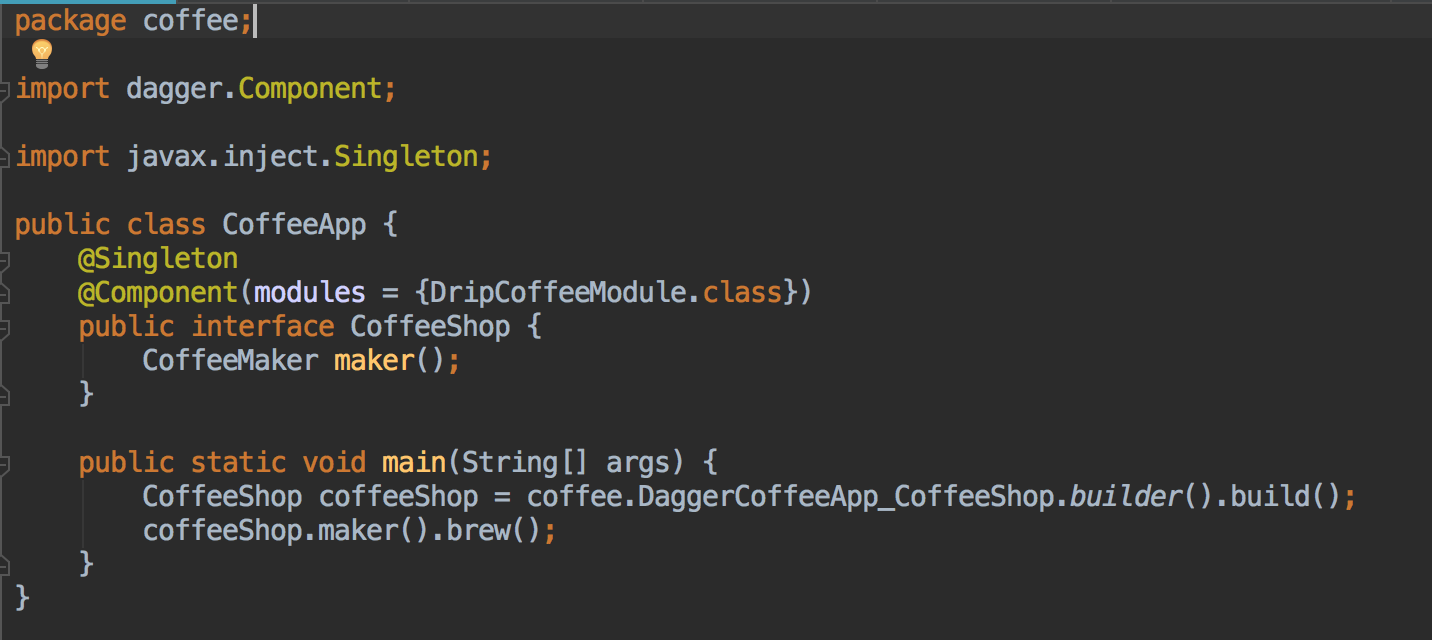 package coffee;
import dagger.Component;
import javax.inject.Singleton;
public class CoffeeApp {
    @Singleton
    @Component(modules = {DripCoffeeModule.class})
    public interface CoffeeShop {
        CoffeeMaker maker();
    }
    public static void main(String[] args) {
        CoffeeShop coffeeShop = coffee.DaggerCoffeeApp_CoffeeShop.builder().build();
        coffeeShop.maker().brew();
    }
}